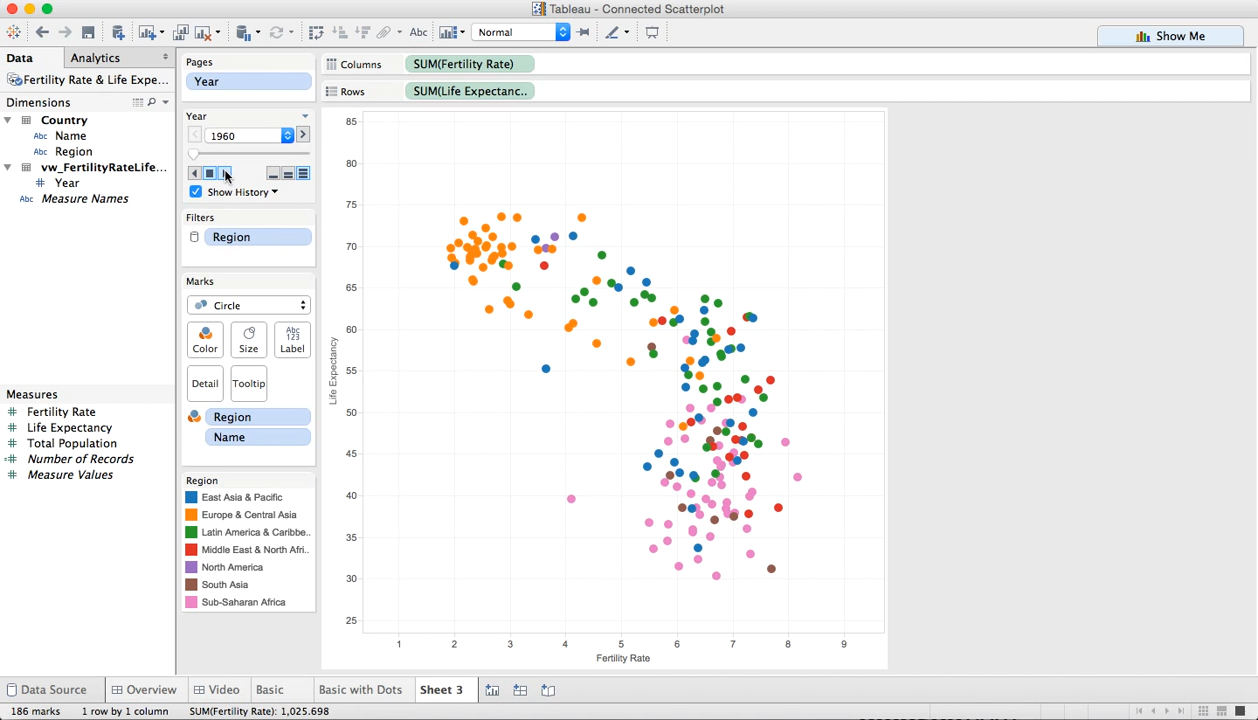 Tableau - Connected Scatterplot
Abc
Normal
Show Me
Data
Analytics
Fertility Rate & Life Expe...
Dimensions
Country
Abc Name
Abc Region
vw_FertilityRateLife...
# Year
Abc Measure Names
Measures
# Fertility Rate
# Life Expectancy
# Total Population
# Number of Records
# Measure Values
Pages
Year
Year
1960
Show History
Filters
Region
Marks
Circle
Color
Size
Abc
123
Label
Detail
Tooltip
Region
Name
Region
East Asia & Pacific
Europe & Central Asia
Latin America & Caribbe..
Middle East & North Afri..
North America
South Asia
Sub-Saharan Africa
Columns
SUM(Fertility Rate)
Rows
SUM(Life Expectanc..
85
80
75
70
65
60
55
50
45
40
35
30
25
Life Expectancy
1 2 3 4 5 6 7 8 9
Fertility Rate
Data Source
Overview
Video
Basic
Basic with Dots
Sheet 3
186 marks 1 row by 1 column SUM(Fertility Rate): 1,025.698